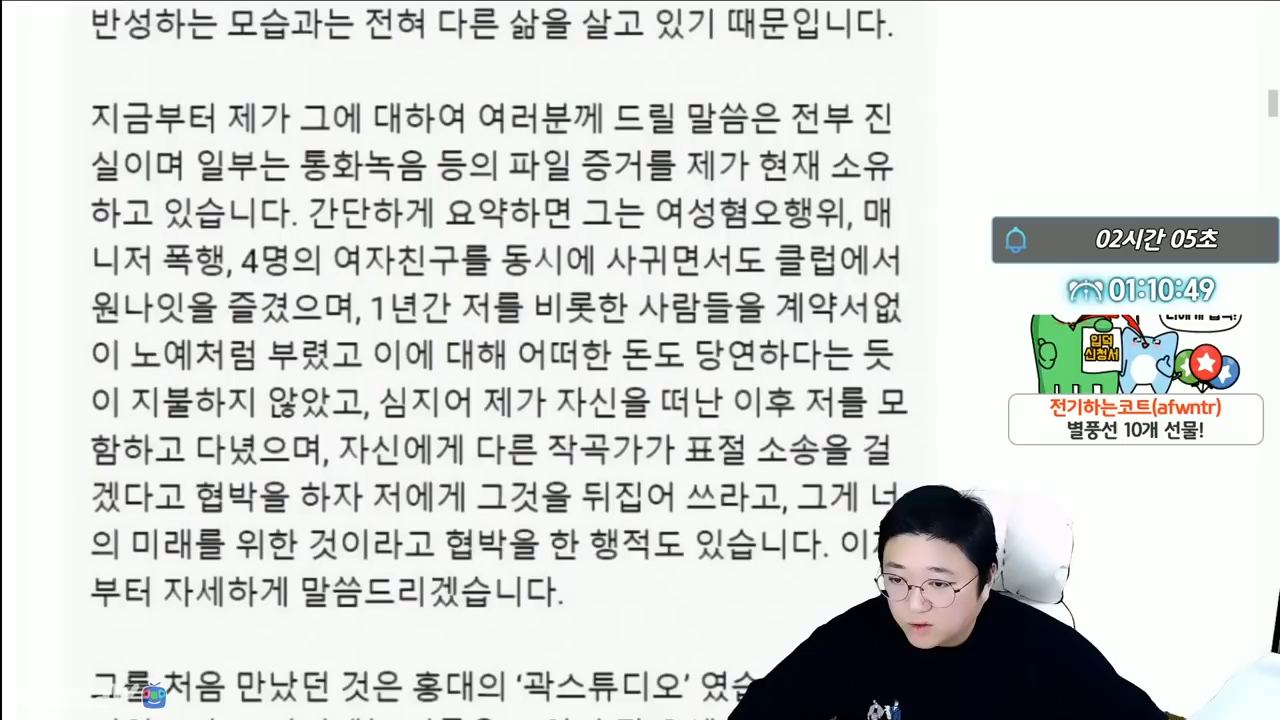 반성하는 모습과는 전혀 다른 삶을 살고 있기 때문입니다.
지금부터 제가 그에 대하여 여러분께 드릴 말씀은 전부 진
실이며 일부는 통화녹음 등의 파일 증거를 제가 현재 소유
하고 있습니다. 간단하게 요약하면 그는 여성혐오행위, 매
니저 폭행, 4명의 여자친구를 동시에 사귀면서도 클럽에서
원나잇을 즐겼으며, 1년간 저를 비롯한 사람들을 계약서없
이 노예처럼 부렸고 이에 대해 어떠한 돈도 당연하다는 듯
이 지불하지 않았고, 심지어 제가 자신을 떠난 이후 저를 모
함하고 다녔으며, 자신에게 다른 작곡가가 표절 소송을 걸
겠다고 협박을 하자 저에게 그것을 뒤집어 쓰라고, 그게 너
의 미래를 위한 것이라고 협박을 한 행적도 있습니다.
부터 자세하게 말씀드리겠습니다.
그를 처음 만났던 것은 홍대의 ‘곽스튜디오’
02시간 05초
01:10:49
입덕
신청서
전기하는코트(afwntr)
별풍선 10개 선물!